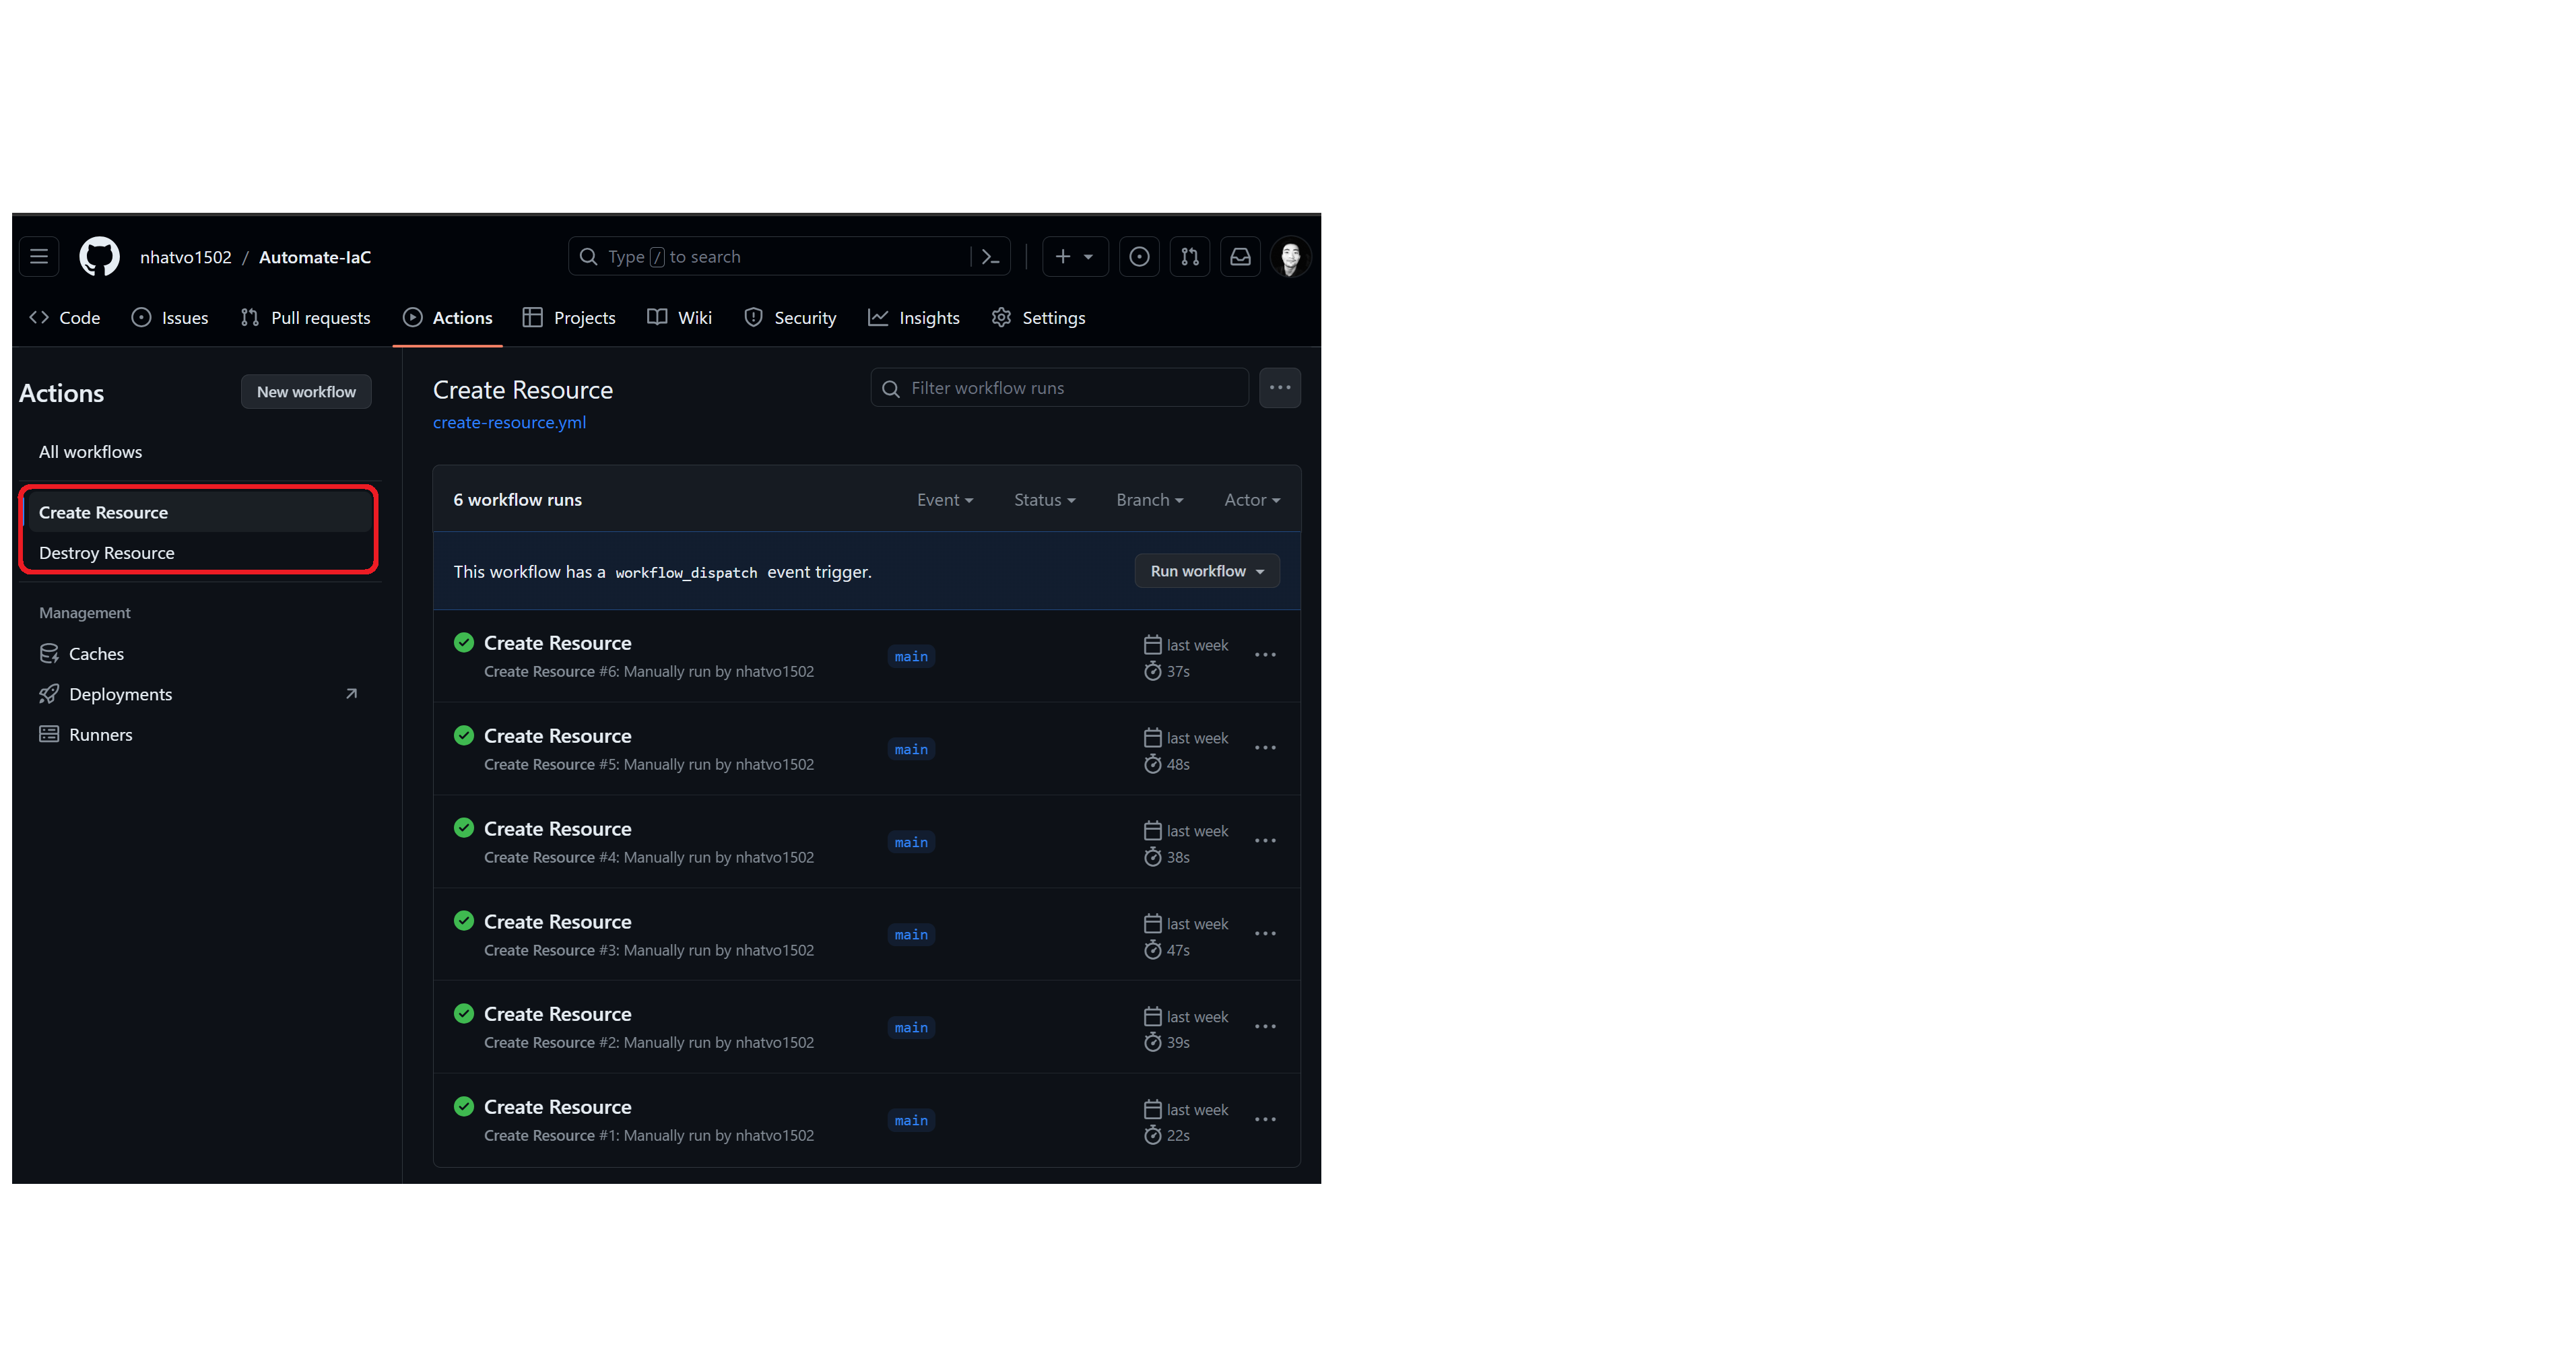 nhatvo1502 / Automate-IaC
Type / to search
Code Issues Pull requests Actions Projects Wiki Security Insights Settings
Actions
New workflow
All workflows
Create Resource
Destroy Resource
Management
Caches
Deployments
Runners
Create Resource
Filter workflow runs
create-resource.yml
6 workflow runs
Event Status Branch Actor
This workflow has a workflow_dispatch event trigger.
Run workflow
Create Resource
Create Resource #6: Manually run by nhatvo1502
main
last week
37s
Create Resource
Create Resource #5: Manually run by nhatvo1502
main
last week
48s
Create Resource
Create Resource #4: Manually run by nhatvo1502
main
last week
38s
Create Resource
Create Resource #3: Manually run by nhatvo1502
main
last week
47s
Create Resource
Create Resource #2: Manually run by nhatvo1502
main
last week
39s
Create Resource
Create Resource #1: Manually run by nhatvo1502
main
last week
22s